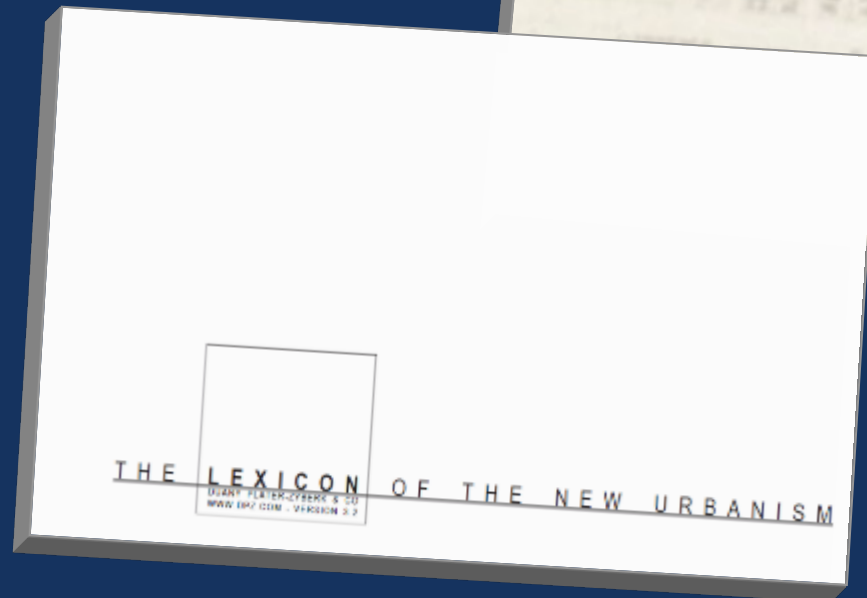 THE LEXICON OF THE NEW URBANISM
DUANY PLATER-ZYBERK & CO
WWW.DPZ.COM - VERSION 3.2